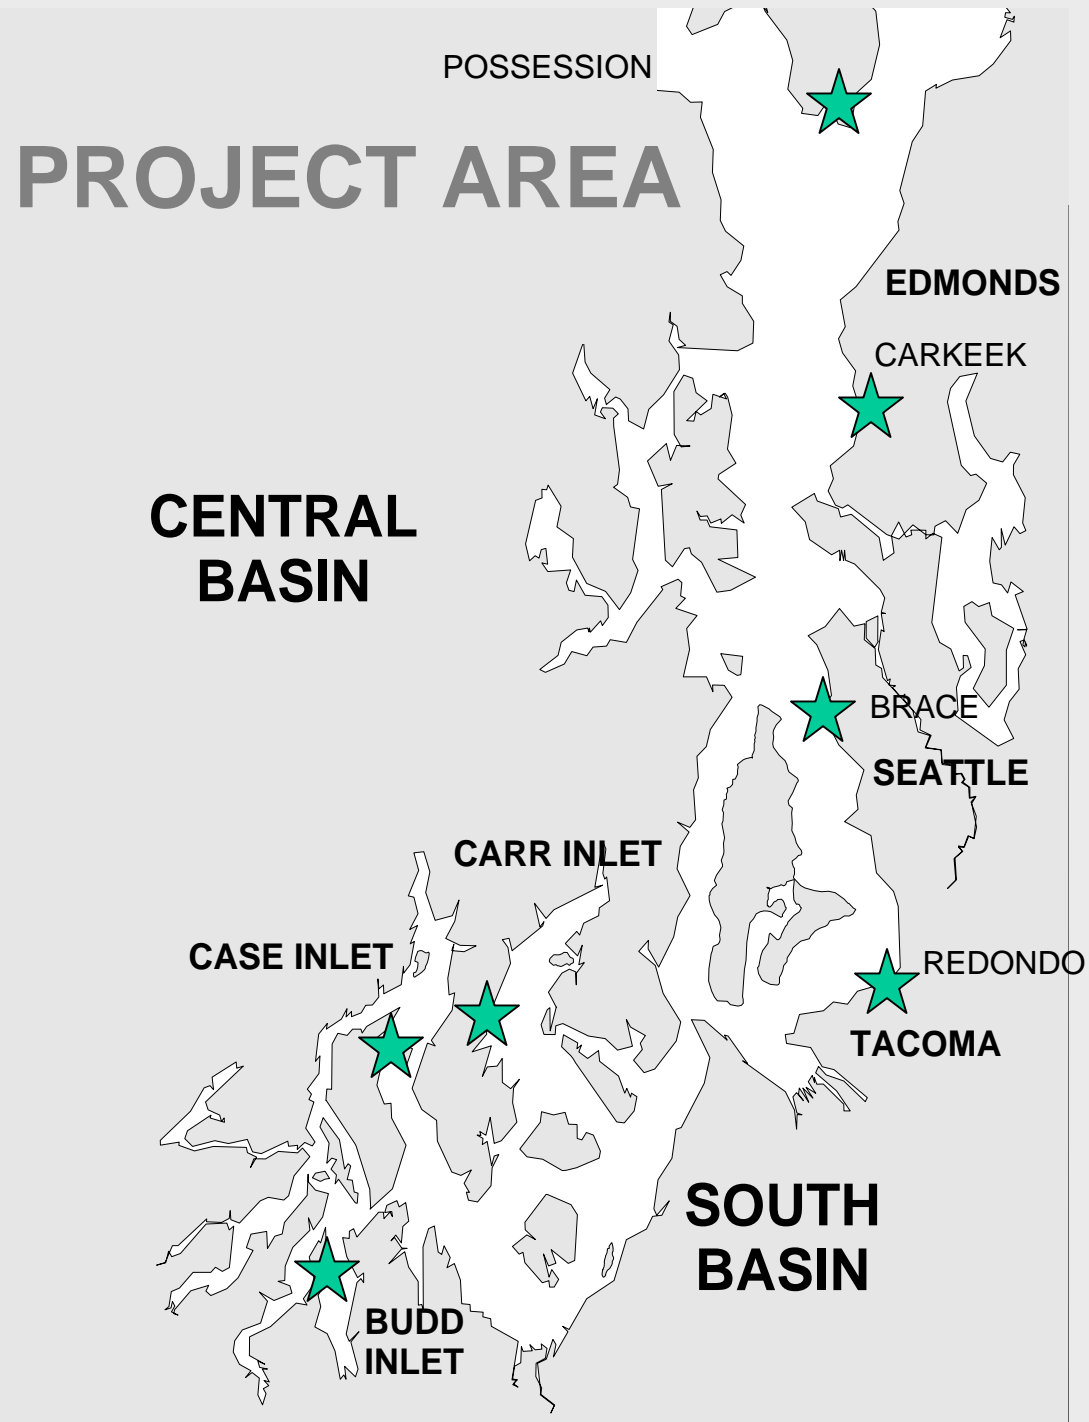 POSSESSION
PROJECT AREA
EDMONDS
CARKEEK
CENTRAL
BASIN
BRACE
SEATTLE
CARR INLET
CASE INLET
REDONDO
TACOMA
SOUTH
BASIN
BUDD
INLET